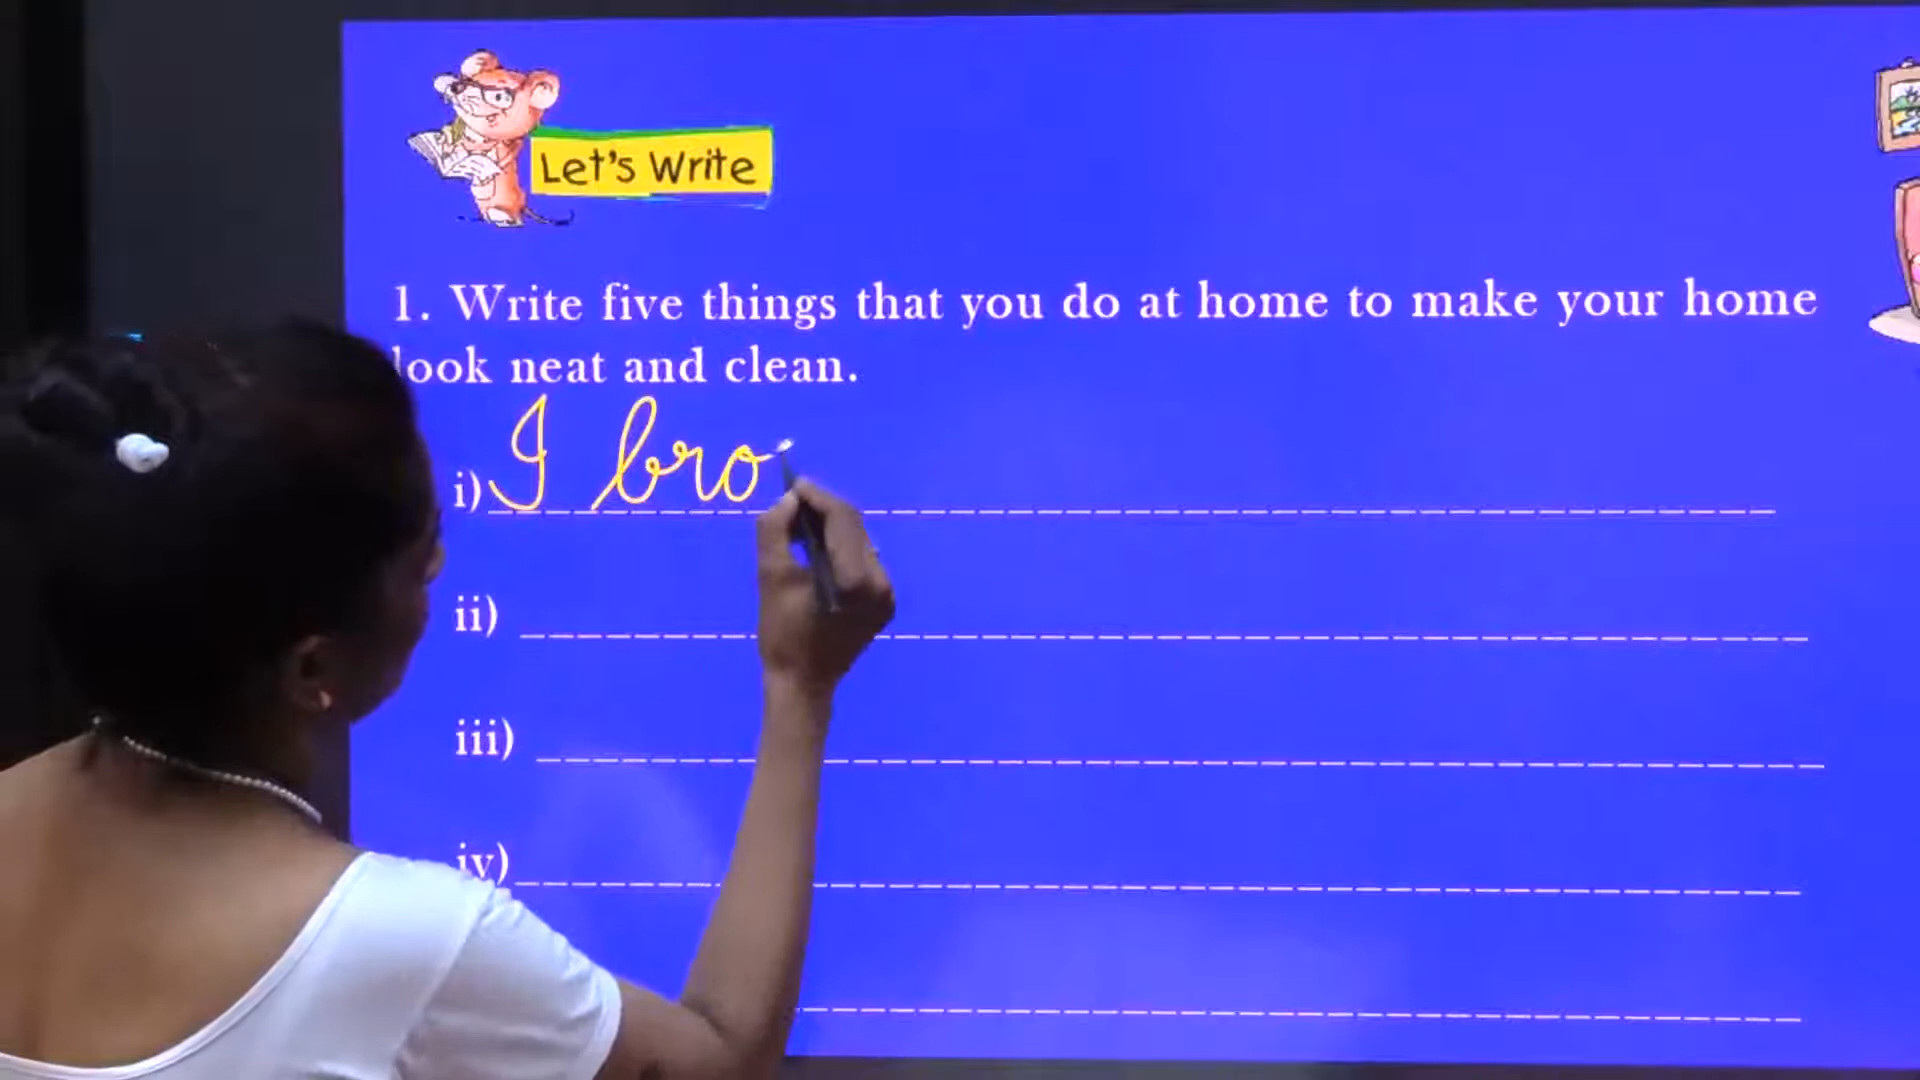 Let's Write
1. Write five things that you do at home to make your home
look neat and clean.
i) I bro
ii)
iii)
iv)